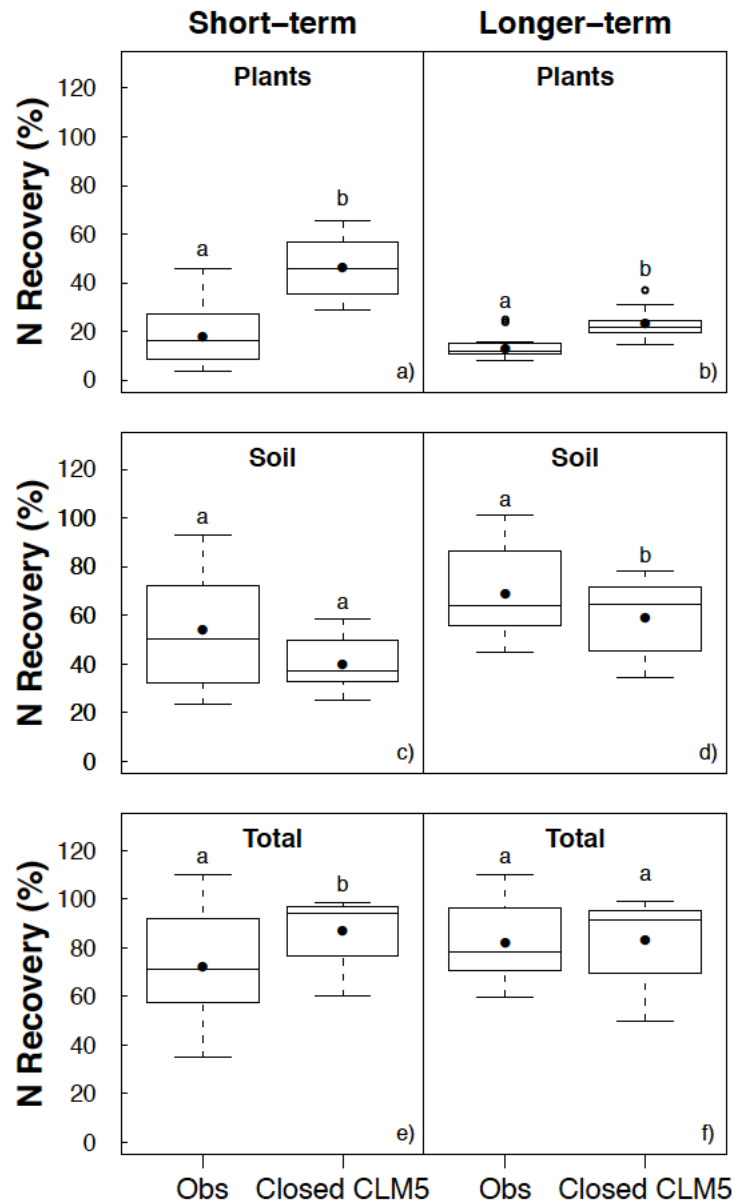 Short–term Longer–term
Plants Plants
N Recovery (%)
120
100
80
60
40
20
0
a b a b
a) b)
Soil Soil
N Recovery (%)
120
100
80
60
40
20
0
a a a b
c) d)
Total Total
N Recovery (%)
120
100
80
60
40
20
0
a b a a
e) f)
Obs Closed CLM5 Obs Closed CLM5